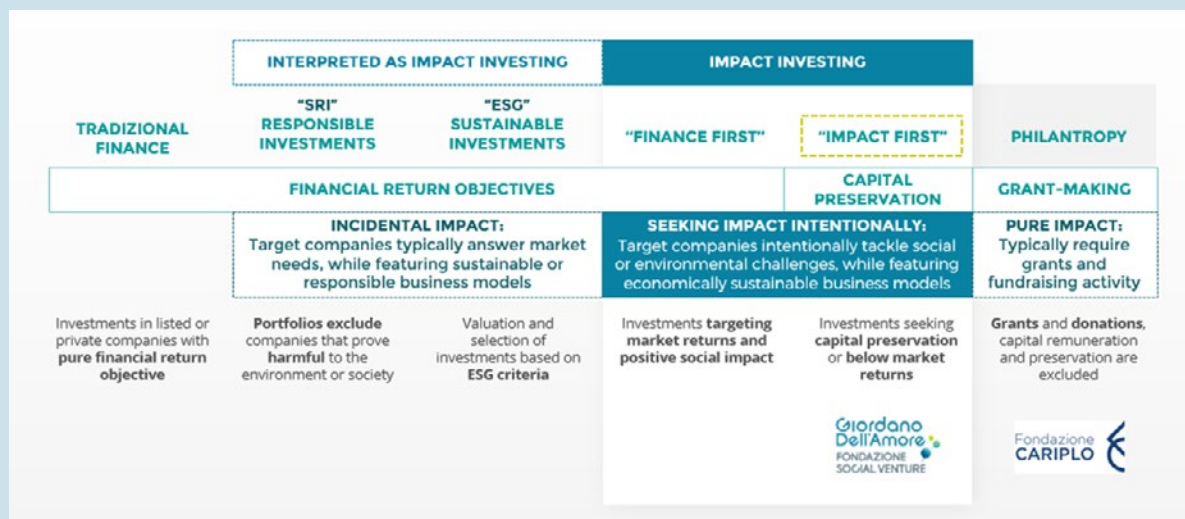 INTERPRETED AS IMPACT INVESTING
IMPACT INVESTING
TRADIZIONAL
FINANCE
"SRI"
RESPONSIBLE
INVESTMENTS
"ESG"
SUSTAINABLE
INVESTMENTS
"FINANCE FIRST"
"IMPACT FIRST"
PHILANTROPY
FINANCIAL RETURN OBJECTIVES
CAPITAL
PRESERVATION
GRANT-MAKING
INCIDENTAL IMPACT:
Target companies typically answer market
needs, while featuring sustainable or
responsible business models
SEEKING IMPACT INTENTIONALLY:
Target companies intentionally tackle social
or environmental challenges, while featuring
economically sustainable business models
PURE IMPACT:
Typically require
grants and
fundraising activity
Investments in listed or
private companies with
pure financial return
objective
Portfolios exclude
companies that prove
harmful to the
environment or society
Valuation and
selection of
investments based on
ESG criteria
Investments targeting
market returns and
positive social impact
Investments seeking
capital preservation
or below market
returns
Grants and donations,
capital remuneration
and preservation are
excluded
Giordano
Dell'Amore
FONDAZIONE
SOCIAL VENTURE
Fondazione
CARIPLO